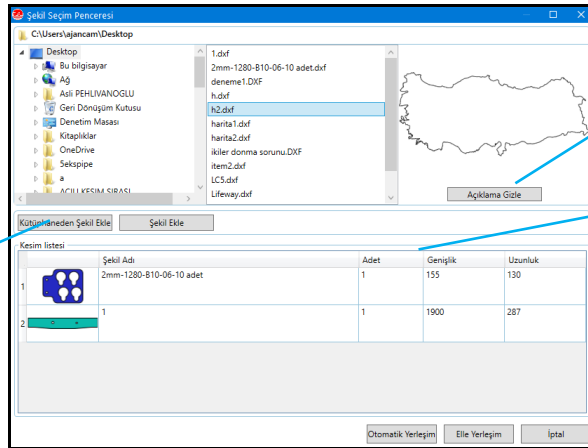 Şekil Seçim Penceresi
C:\Users\ajancam\Desktop
Desktop
Bu bilgisayar
Ağ
Asli PEHLIVANOGLU
Geri Dönüşüm Kutusu
Denetim Masası
Kitaplıklar
OneDrive
Sekspipe
a
ACILI KESIM SIRASI
1.dxf
2mm-1280-B10-06-10 adet.dxf
deneme1.DXF
h.dxf
h2.dxf
harita1.dxf
harita2.dxf
ikiler donma sorunu.DXF
item2.dxf
LC5.dxf
Lifeway.dxf
Açıklama Gizle
Kütüphaneden Şekil Ekle Şekil Ekle
Kesim listesi
Şekil Adı Adet Genişlik Uzunluk
1 2mm-1280-B10-06-10 adet 1 155 130
2 1 1 1900 287
Otomatik Yerleşim Elle Yerleşim İptal